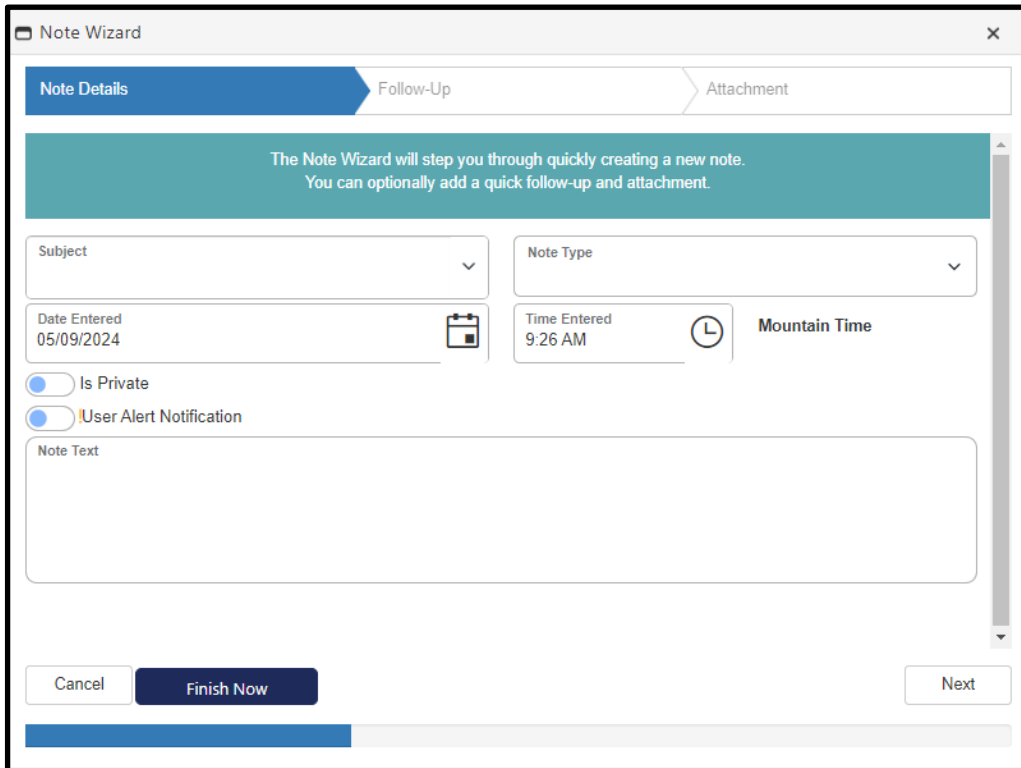 Note Wizard
Note Details
Follow-Up
Attachment
The Note Wizard will step you through quickly creating a new note.
You can optionally add a quick follow-up and attachment.
Subject
Note Type
Date Entered
05/09/2024
Time Entered
9:26 AM
Mountain Time
Is Private
!User Alert Notification
Note Text
Cancel
Finish Now
Next